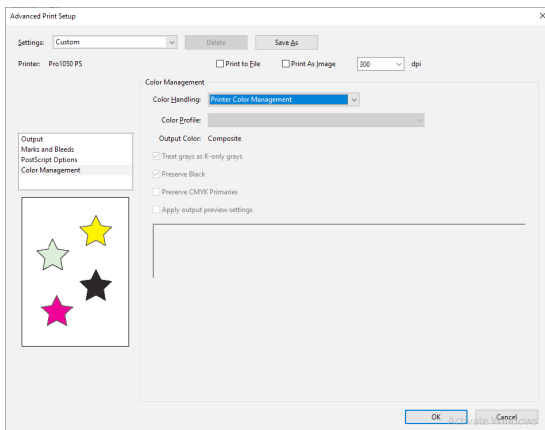 Advanced Print Setup
Settings: Custom Delete Save As
Printer: Pro1050 PS Print to File Print As Image 300 dpi
Color Management
Color Handling: Printer Color Management
Color Profile:
Output Color: Composite
Treat grays as K-only grays
Preserve Black
Preserve CMYK Primaries
Apply output preview settings
Output
Marks and Bleeds
PostScript Options
Color Management
OK Cancel
Activate Windows